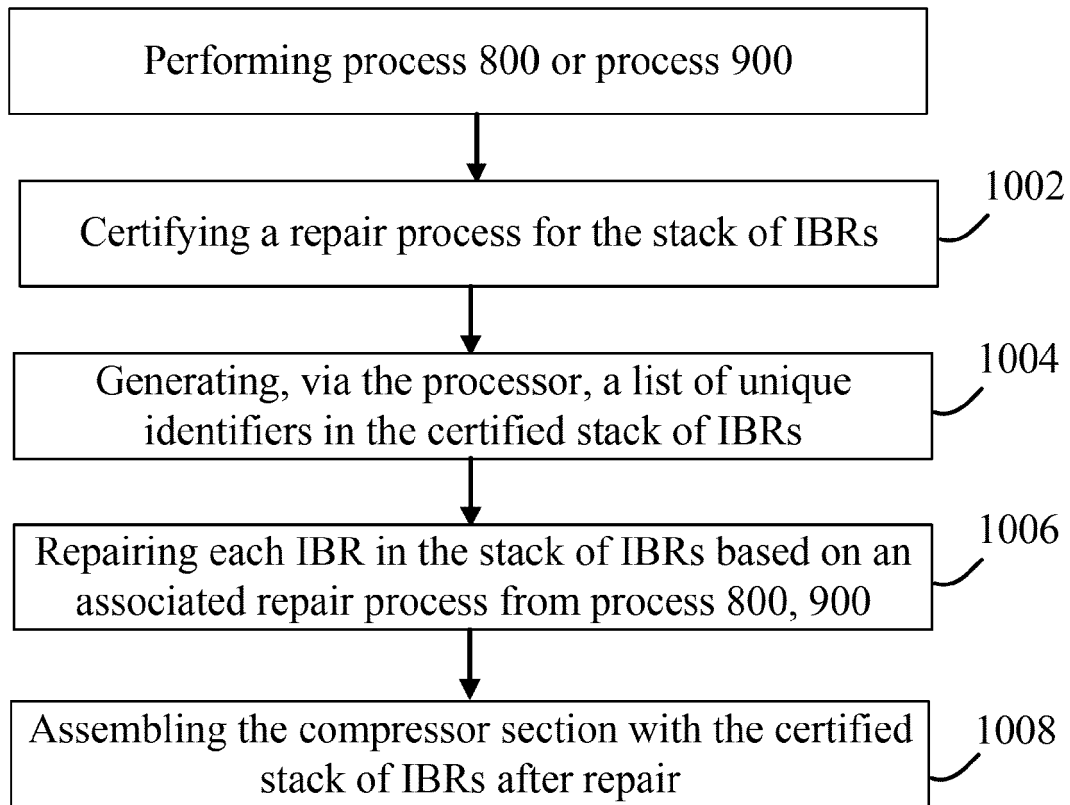 Performing process 800 or process 900
1002
Certifying a repair process for the stack of IBRs
1004
Generating, via the processor, a list of unique
identifiers in the certified stack of IBRs
1006
Repairing each IBR in the stack of IBRs based on an
associated repair process from process 800, 900
1008
Assembling the compressor section with the certified
stack of IBRs after repair